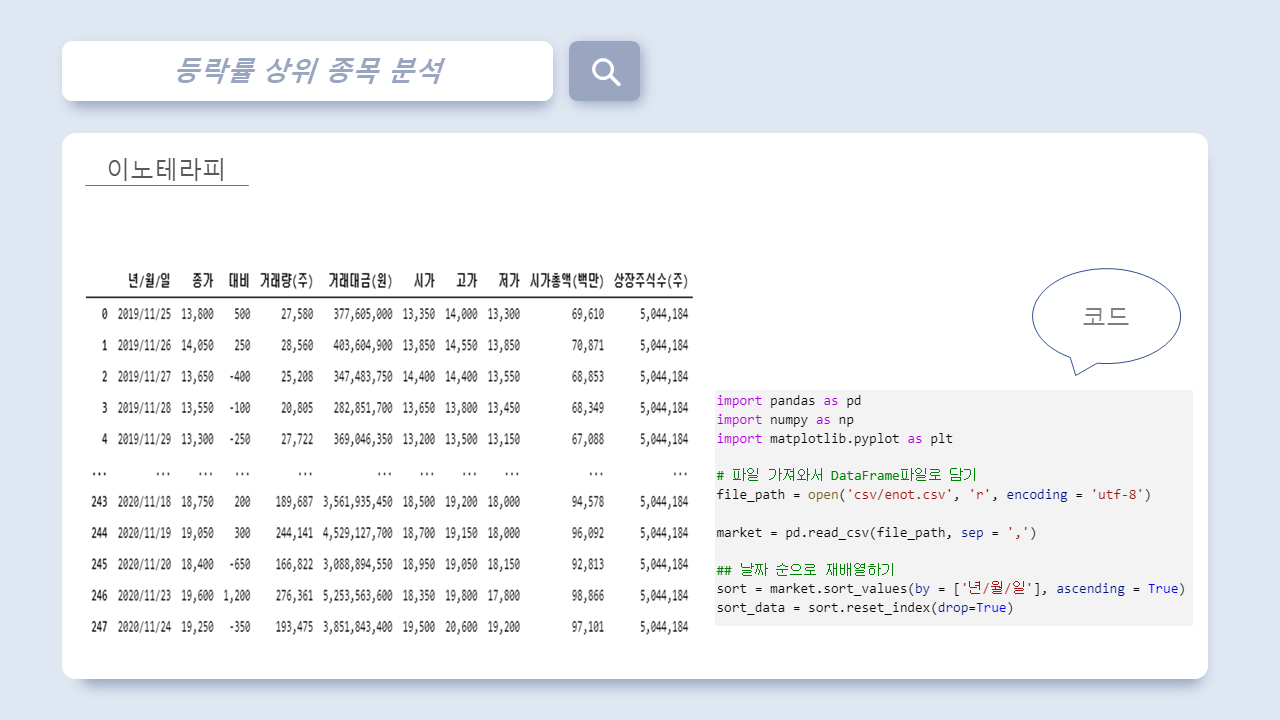 등락률 상위 종목 분석
이노테라피
년/월/일 종가 대비 거래량(주) 거래대금(원) 시가 고가 저가 시가총액(백만) 상장주식수(주)
0 2019/11/25 13,800 500 27,580 377,605,000 13,350 14,000 13,300 69,610 5,044,184
1 2019/11/26 14,050 250 28,560 403,604,900 13,850 14,550 13,850 70,871 5,044,184
2 2019/11/27 13,650 -400 25,208 347,483,750 14,400 14,400 13,550 68,853 5,044,184
3 2019/11/28 13,550 -100 20,805 282,851,700 13,650 13,800 13,450 68,349 5,044,184
4 2019/11/29 13,300 -250 27,722 369,046,350 13,200 13,500 13,150 67,088 5,044,184
... ... ... ... ... ... ... ... ... ... ...
243 2020/11/18 18,750 200 189,687 3,561,935,450 18,500 19,200 18,000 94,578 5,044,184
244 2020/11/19 19,050 300 244,141 4,529,127,700 18,700 19,150 18,000 96,092 5,044,184
245 2020/11/20 18,400 -650 166,822 3,088,894,550 18,950 19,050 18,150 92,813 5,044,184
246 2020/11/23 19,600 1,200 276,361 5,253,563,600 18,350 19,800 17,800 98,866 5,044,184
247 2020/11/24 19,250 -350 193,475 3,851,843,400 19,500 20,600 19,200 97,101 5,044,184
코드
import pandas as pd
import numpy as np
import matplotlib.pyplot as plt
# 파일 가져와서 DataFrame파일로 담기
file_path = open('csv/enot.csv', 'r', encoding = 'utf-8')
market = pd.read_csv(file_path, sep = ',')
## 날짜 순으로 재배열하기
sort = market.sort_values(by = ['년/월/일'], ascending = True)
sort_data = sort.reset_index(drop=True)